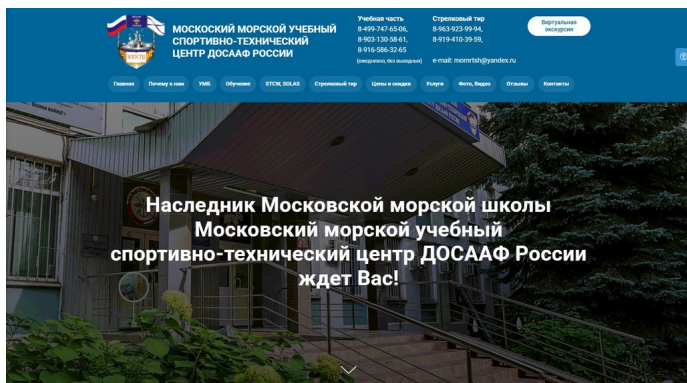 МОСКОСКИЙ МОРСКОЙ УЧЕБНЫЙ
СПОРТИВНО-ТЕХНИЧЕСКИЙ
ЦЕНТР ДОСААФ РОССИИ
Учебная часть
8-499-747-65-06,
8-903-130-58-61,
8-916-586-32-65
(ежедневно, без выходных)
Стрелковый тир
8-963-923-99-94,
8-919-410-39-59,
e-mail: momrtsh@yandex.ru
Виртуальная
экскурсия
Главная Почему к нам УМБ Обучение STCW, SOLAS Стрелковый тир Цены и скидки Услуги Фото, Видео Отзывы Контакты
Наследник Московской морской школы
Московский морской учебный
спортивно-технический центр ДОСААФ России
ждет Вас!